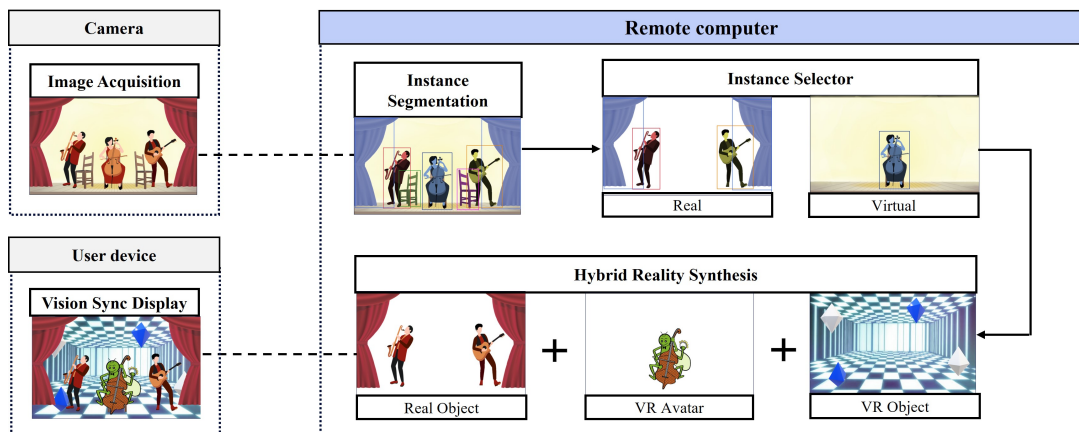 Camera
Image Acquisition
Remote computer
Instance
Segmentation
Instance Selector
Real
Virtual
User device
Vision Sync Display
Hybrid Reality Synthesis
Real Object
VR Avatar
VR Object